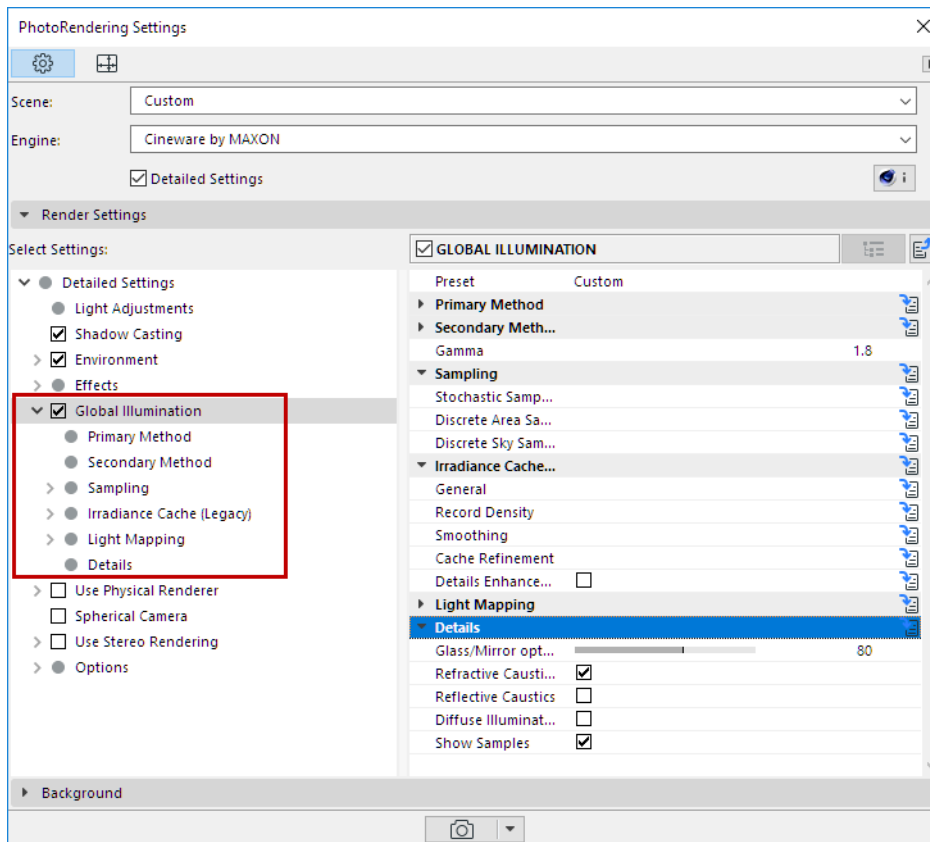 PhotoRendering Settings
Scene:
Custom
Engine:
Cineware by MAXON
Detailed Settings
i
Render Settings
Select Settings:
Detailed Settings
Light Adjustments
Shadow Casting
Environment
Effects
Global Illumination
Primary Method
Secondary Method
Sampling
Irradiance Cache (Legacy)
Light Mapping
Details
Use Physical Renderer
Spherical Camera
Use Stereo Rendering
Options
GLOBAL ILLUMINATION
Preset Custom
Primary Method
Secondary Meth...
Gamma 1.8
Sampling
Stochastic Samp...
Discrete Area Sa...
Discrete Sky Sam...
Irradiance Cache...
General
Record Density
Smoothing
Cache Refinement
Details Enhance...
Light Mapping
Details
Glass/Mirror opt... 80
Refractive Causti...
Reflective Caustics
Diffuse Illuminat...
Show Samples
Background